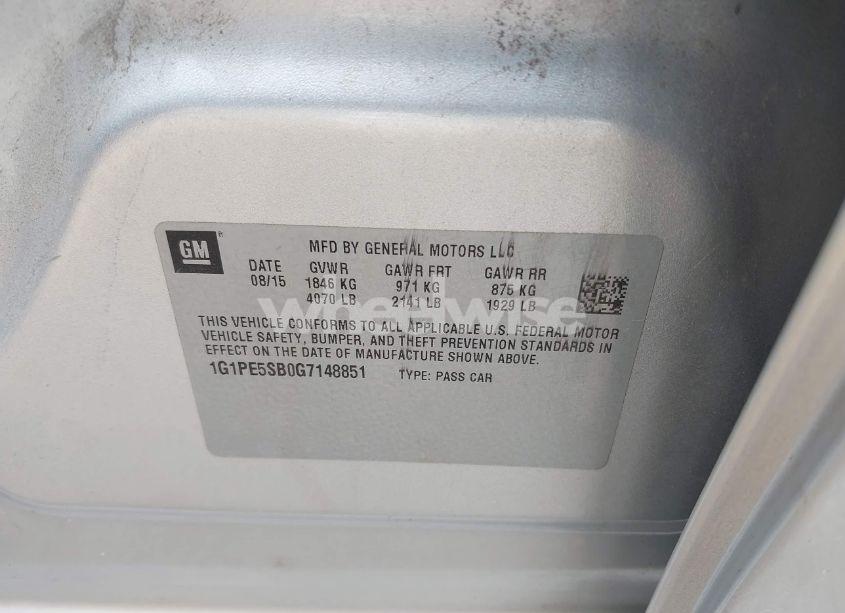 GM
MFD BY GENERAL MOTORS LLC
DATE GVWR GAWR FRT GAWR RR
08/15 1846 KG 971 KG 875 KG
4070 LB 2141 LB 1929 LB
wheelwise
THIS VEHICLE CONFORMS TO ALL APPLICABLE U.S. FEDERAL MOTOR
VEHICLE SAFETY, BUMPER, AND THEFT PREVENTION STANDARDS IN
EFFECT ON THE DATE OF MANUFACTURE SHOWN ABOVE.
1G1PE5SB0G7148851 TYPE: PASS CAR